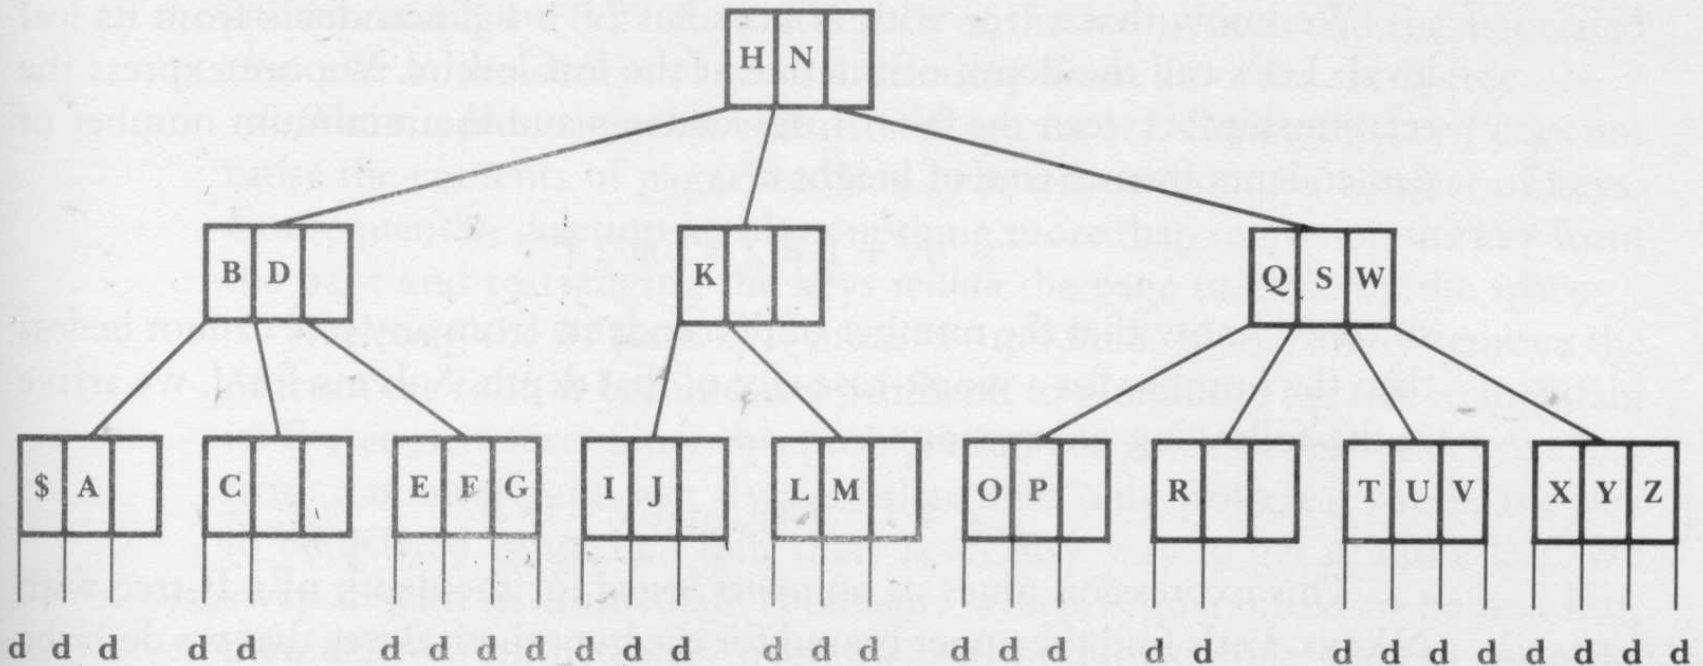 H N
B D K Q S W
$ A C E F G I J L M O P R T U V X Y Z
d d d d d d d d d d d d d d d d d d d d d d d d d d d d